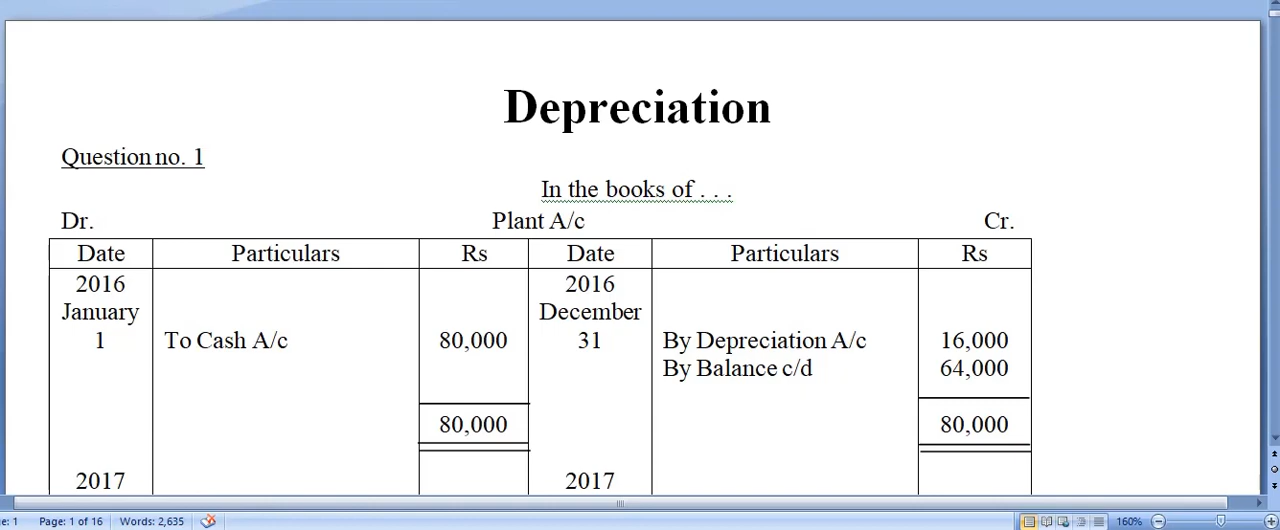 Depreciation
Question no. 1
In the books of . . .
Dr. Plant A/c Cr.
Date Particulars Rs Date Particulars Rs
2016 2016
January December
1 To Cash A/c 80,000 31 By Depreciation A/c 16,000
By Balance c/d 64,000
80,000 80,000
2017 2017
e: 1 Page: 1 of 16 Words: 2,635 160%